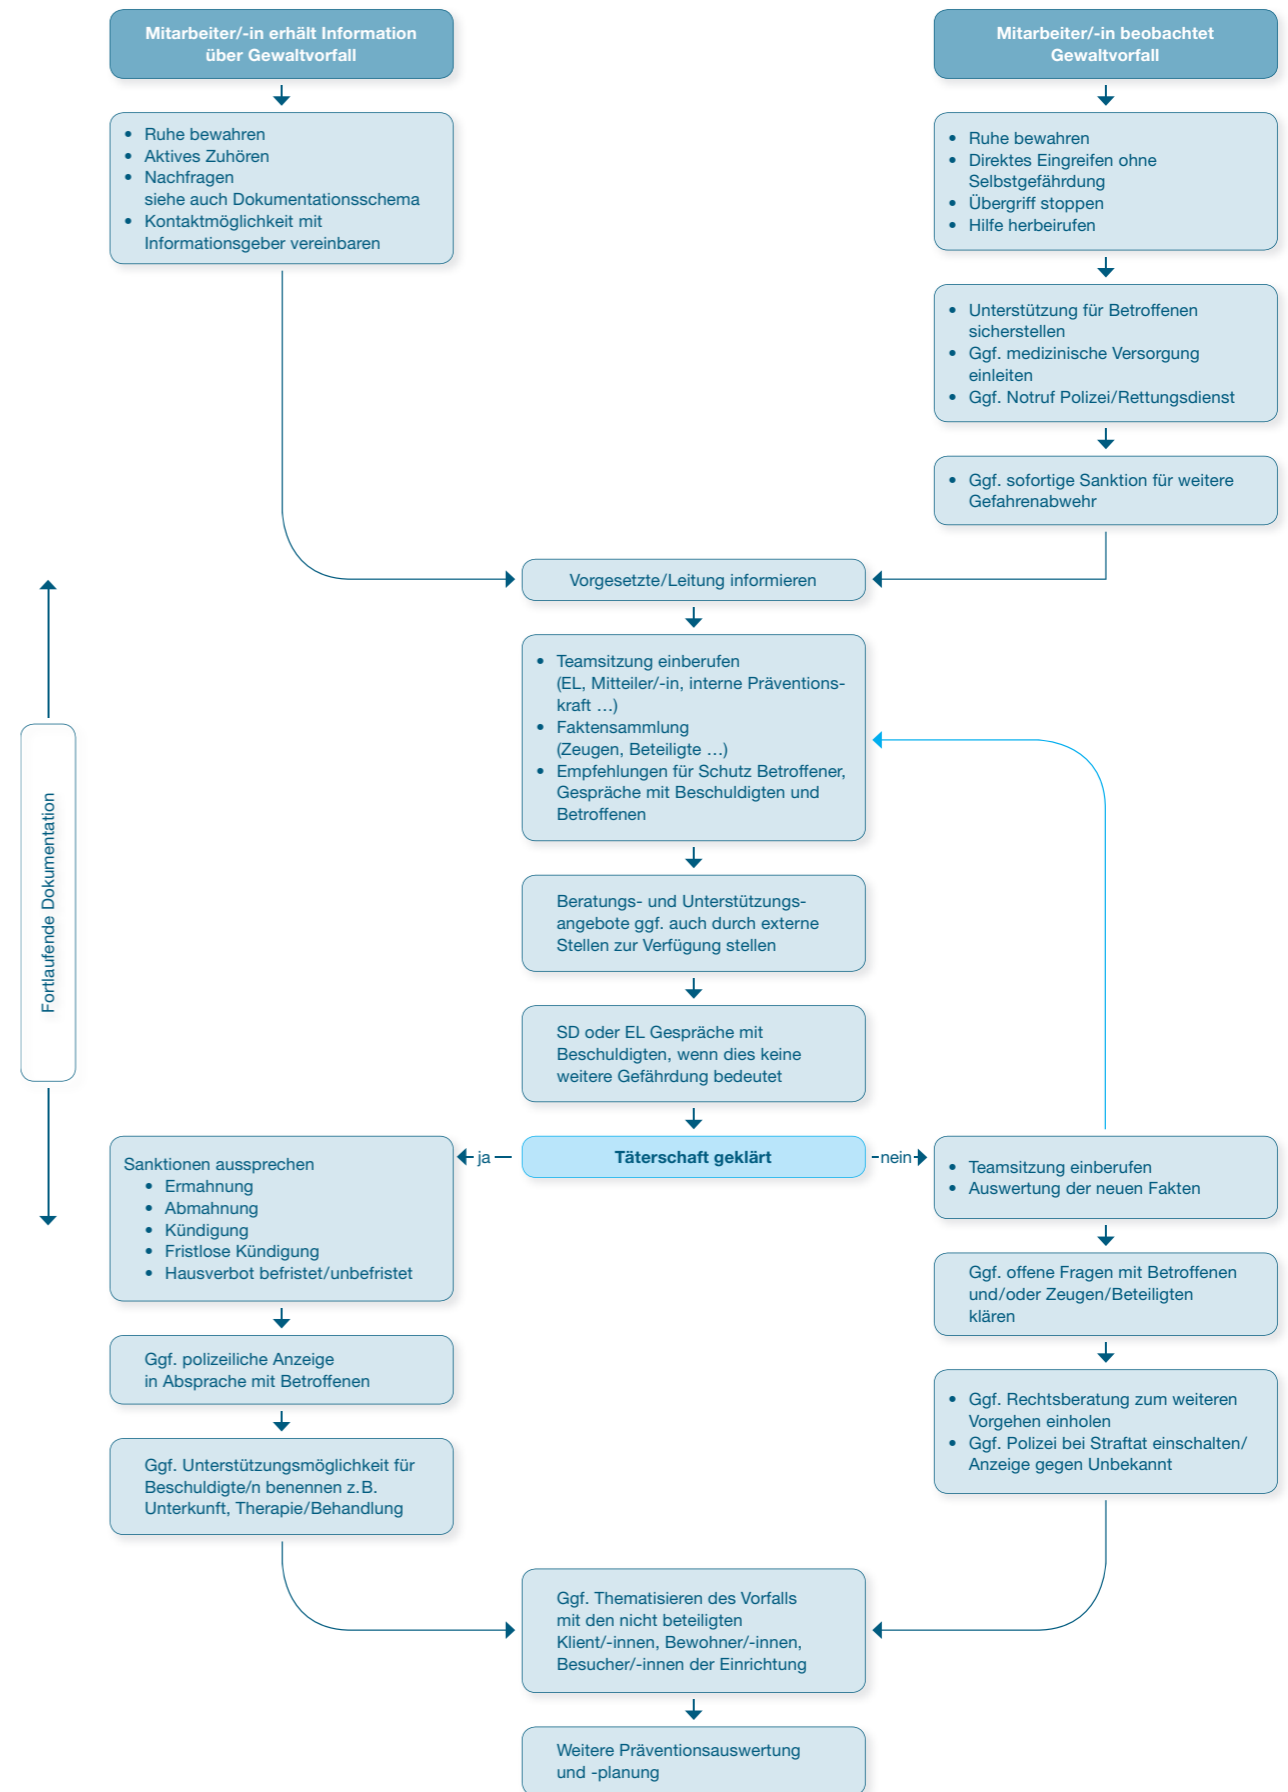 Mitarbeiter/-in erhält Information
über Gewaltvorfall
Mitarbeiter/-in beobachtet
Gewaltvorfall
• Ruhe bewahren
• Aktives Zuhören
• Nachfragen
siehe auch Dokumentationsschema
• Kontaktmöglichkeit mit
Informationsgeber vereinbaren
• Ruhe bewahren
• Direktes Eingreifen ohne
Selbstgefährdung
• Übergriff stoppen
• Hilfe herbeirufen
• Unterstützung für Betroffenen
sicherstellen
• Ggf. medizinische Versorgung
einleiten
• Ggf. Notruf Polizei/Rettungsdienst
• Ggf. sofortige Sanktion für weitere
Gefahrenabwehr
Vorgesetzte/Leitung informieren
• Teamsitzung einberufen
(EL, Mitteiler/-in, interne Präventions-
kraft …)
• Faktensammlung
(Zeugen, Beteiligte …)
• Empfehlungen für Schutz Betroffener,
Gespräche mit Beschuldigten und
Betroffenen
Fortlaufende Dokumentation
Beratungs- und Unterstützungs-
angebote ggf. auch durch externe
Stellen zur Verfügung stellen
SD oder EL Gespräche mit
Beschuldigten, wenn dies keine
weitere Gefährdung bedeutet
Täterschaft geklärt
ja
nein
Sanktionen aussprechen
• Ermahnung
• Abmahnung
• Kündigung
• Fristlose Kündigung
• Hausverbot befristet/unbefristet
Ggf. polizeiliche Anzeige
in Absprache mit Betroffenen
Ggf. Unterstützungsmöglichkeit für
Beschuldigte/n benennen z. B.
Unterkunft, Therapie/Behandlung
• Teamsitzung einberufen
• Auswertung der neuen Fakten
Ggf. offene Fragen mit Betroffenen
und/oder Zeugen/Beteiligten
klären
• Ggf. Rechtsberatung zum weiteren
Vorgehen einholen
• Ggf. Polizei bei Straftat einschalten/
Anzeige gegen Unbekannt
Ggf. Thematisieren des Vorfalls
mit den nicht beteiligten
Klient/-innen, Bewohner/-innen,
Besucher/-innen der Einrichtung
Weitere Präventionsauswertung
und -planung